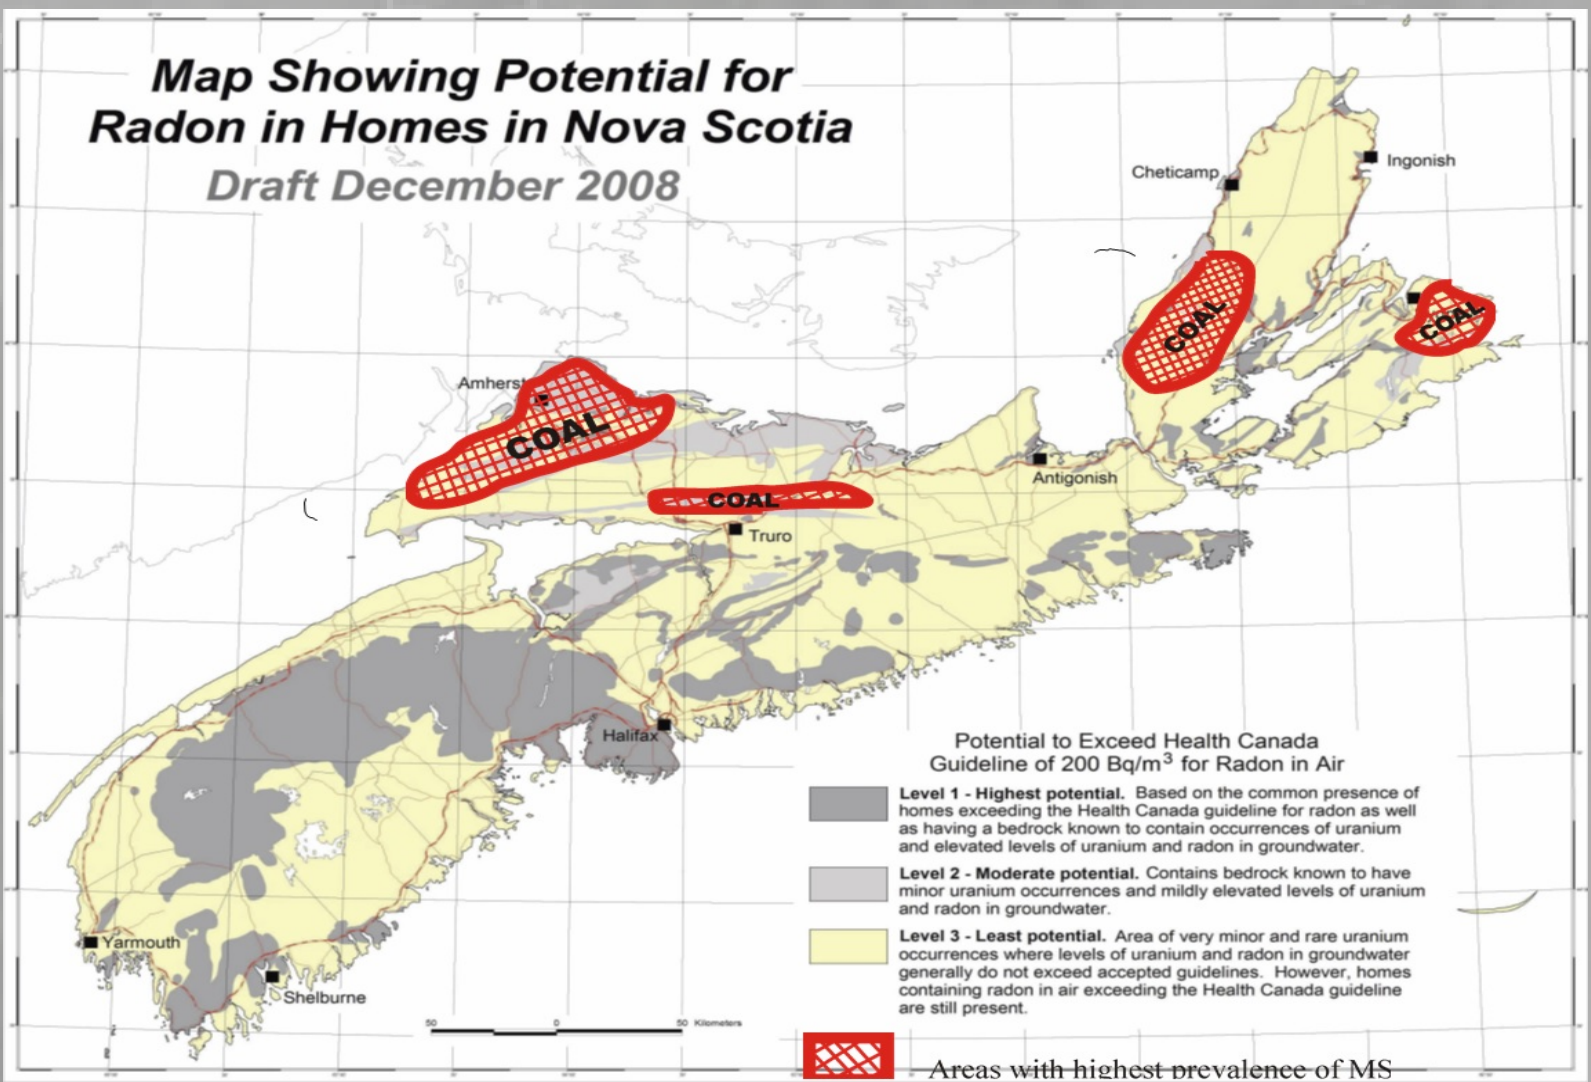 Map Showing Potential for
Radon in Homes in Nova Scotia
Draft December 2008
Cheticamp
Ingonish
COAL
COAL
Amherst
COAL
Antigonish
COAL
Truro
Halifax
Yarmouth
Shelburne
Potential to Exceed Health Canada
Guideline of 200 Bq/m³ for Radon in Air
Level 1 - Highest potential. Based on the common presence of
homes exceeding the Health Canada guideline for radon as well
as having a bedrock known to contain occurrences of uranium
and elevated levels of uranium and radon in groundwater.
Level 2 - Moderate potential. Contains bedrock known to have
minor uranium occurrences and mildly elevated levels of uranium
and radon in groundwater.
Level 3 - Least potential. Area of very minor and rare uranium
occurrences where levels of uranium and radon in groundwater
generally do not exceed accepted guidelines. However, homes
containing radon in air exceeding the Health Canada guideline
are still present.
50 0 50 Kilometers
Areas with highest prevalence of MS